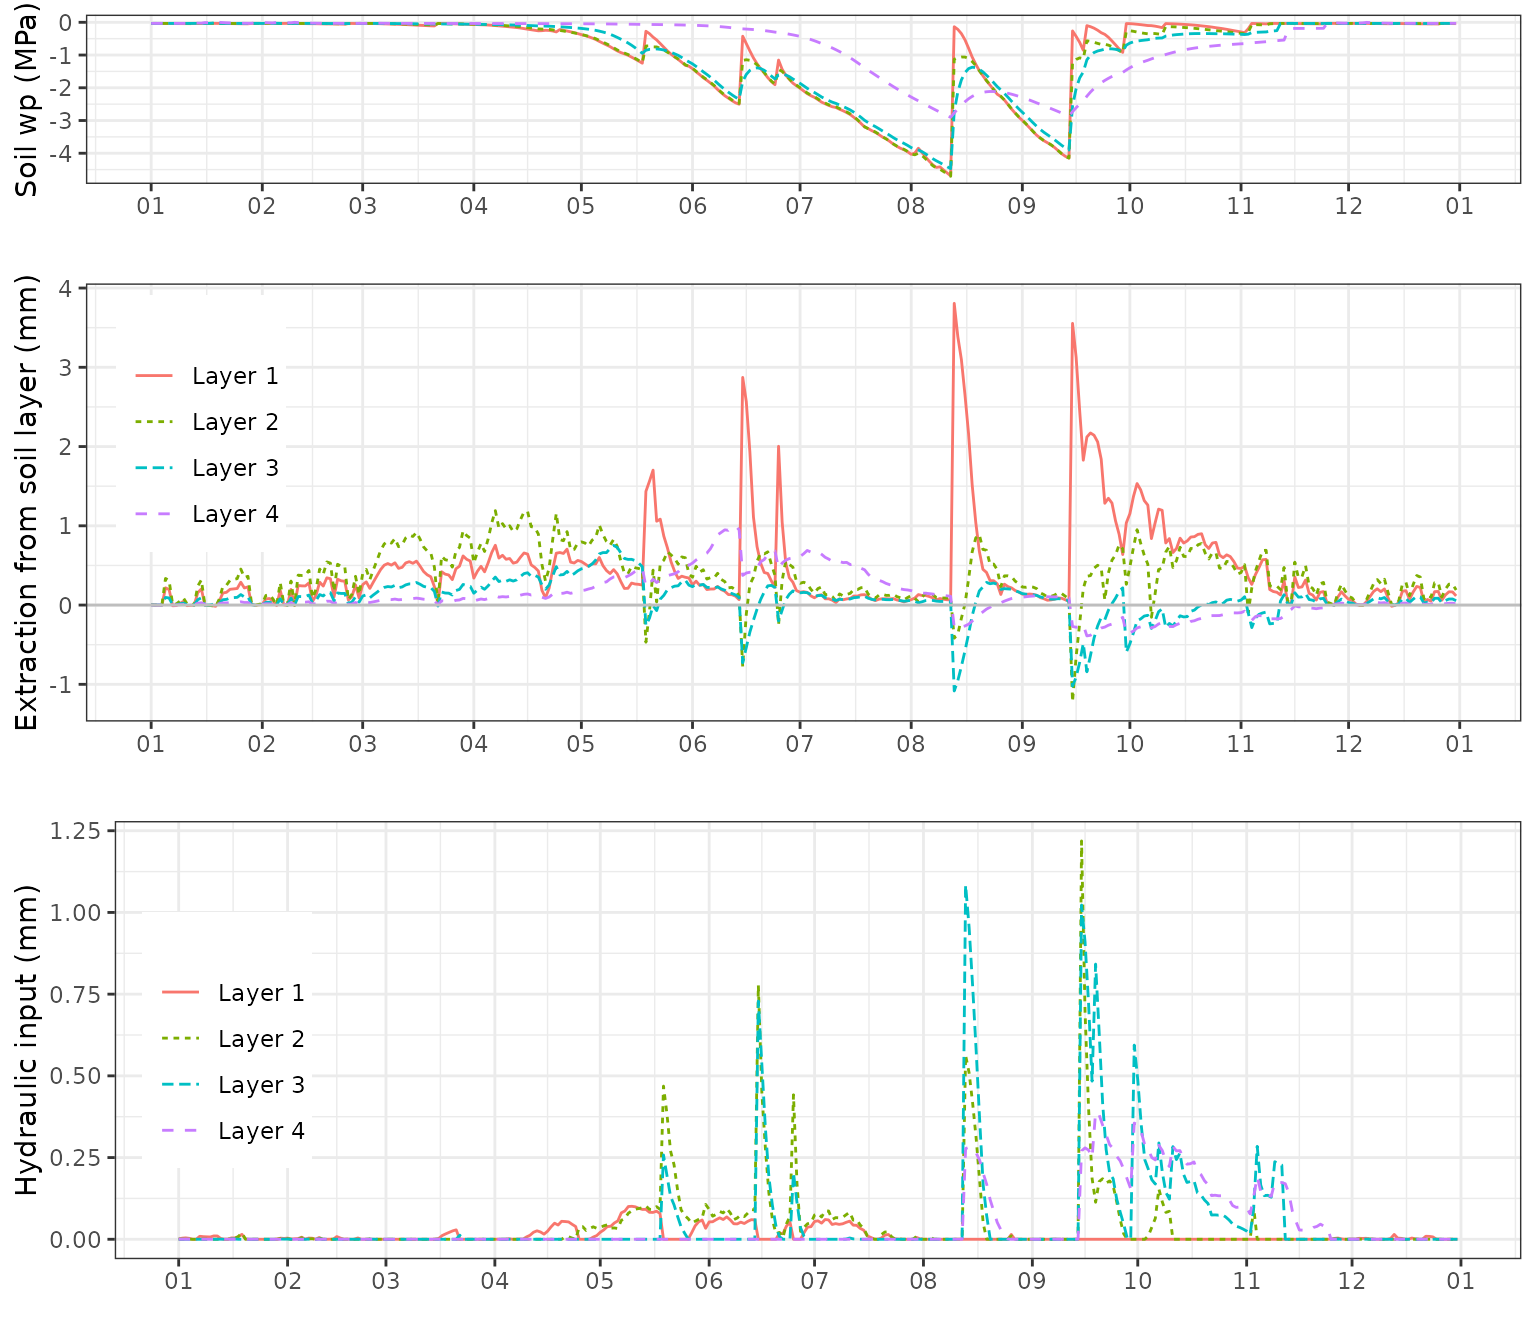 Soil wp (MPa)
0
-1
-2
-3
-4
01 02 03 04 05 06 07 08 09 10 11 12 01
Extraction from soil layer (mm)
4
3
2
1
0
-1
Layer 1
Layer 2
Layer 3
Layer 4
01 02 03 04 05 06 07 08 09 10 11 12 01
Hydraulic input (mm)
1.25
1.00
0.75
0.50
0.25
0.00
Layer 1
Layer 2
Layer 3
Layer 4
01 02 03 04 05 06 07 08 09 10 11 12 01